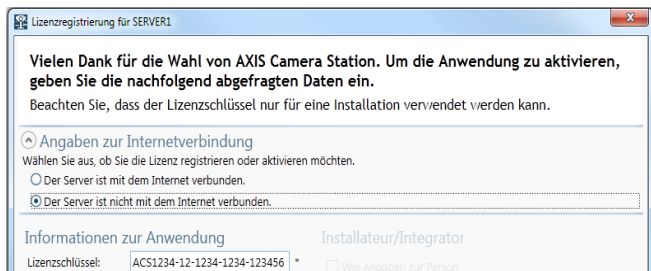 Lizenzregistrierung für SERVER1
Vielen Dank für die Wahl von AXIS Camera Station. Um die Anwendung zu aktivieren,
geben Sie die nachfolgend abgefragten Daten ein.
Beachten Sie, dass der Lizenzschlüssel nur für eine Installation verwendet werden kann.
Angaben zur Internetverbindung
Wählen Sie aus, ob Sie die Lizenz registrieren oder aktivieren möchten.
Der Server ist mit dem Internet verbunden.
Der Server ist nicht mit dem Internet verbunden.
Informationen zur Anwendung
Installateur/Integrator
Lizenzschlüssel: ACS1234-12-1234-1234-123456 *
Wie Angaben zur Person